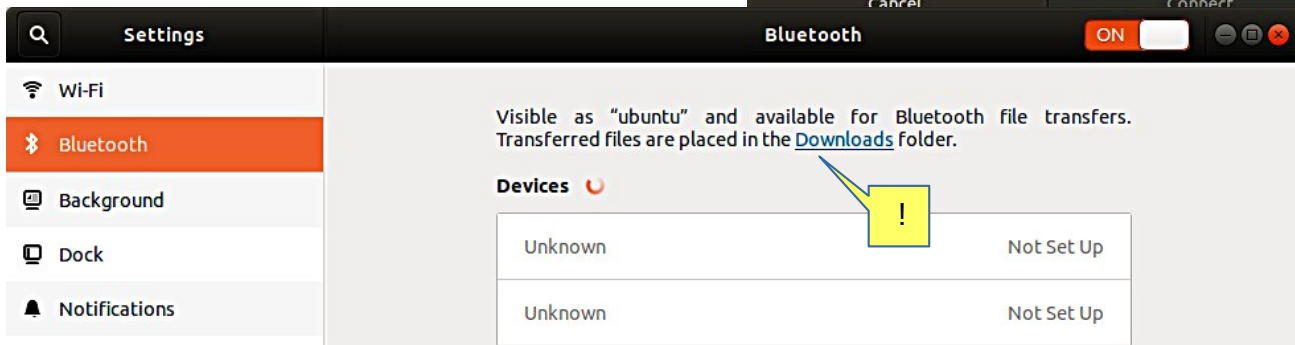 Cancel Connect
Settings Bluetooth ON
Wi-Fi
Bluetooth
Background
Dock
Notifications
Visible as “ubuntu” and available for Bluetooth file transfers.
Transferred files are placed in the Downloads folder.
Devices
!
Unknown Not Set Up
Unknown Not Set Up